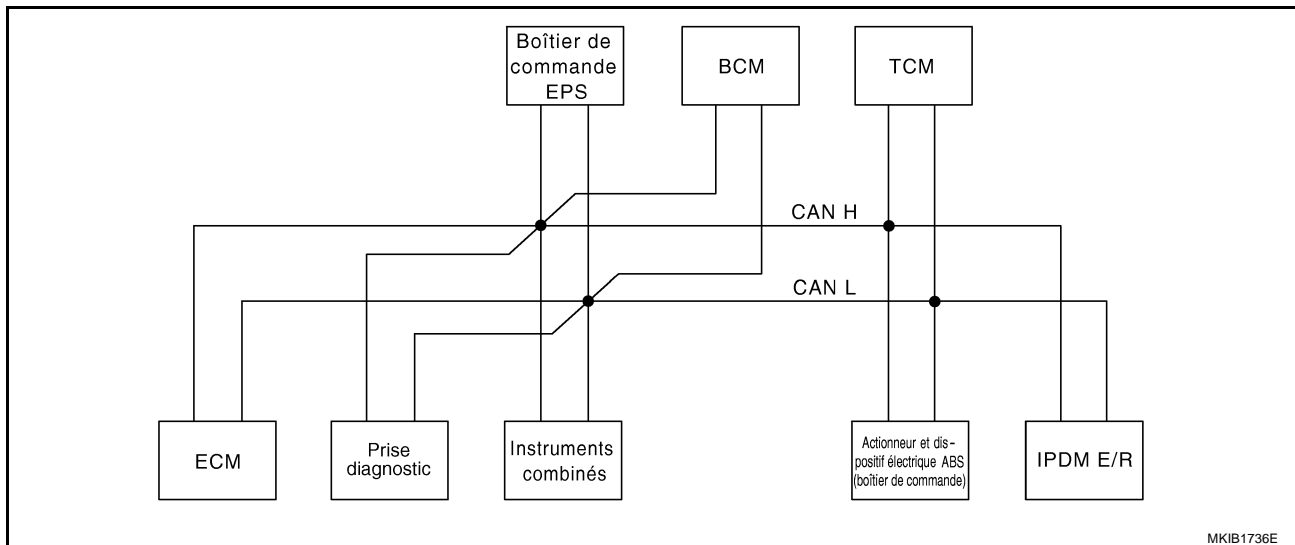 Boîtier de
commande
EPS
BCM
TCM
CAN H
CAN L
ECM
Prise
diagnostic
Instruments
combinés
Actionneur et dis-
positif électrique ABS
(boîtier de commande)
IPDM E/R
MKIB1736E